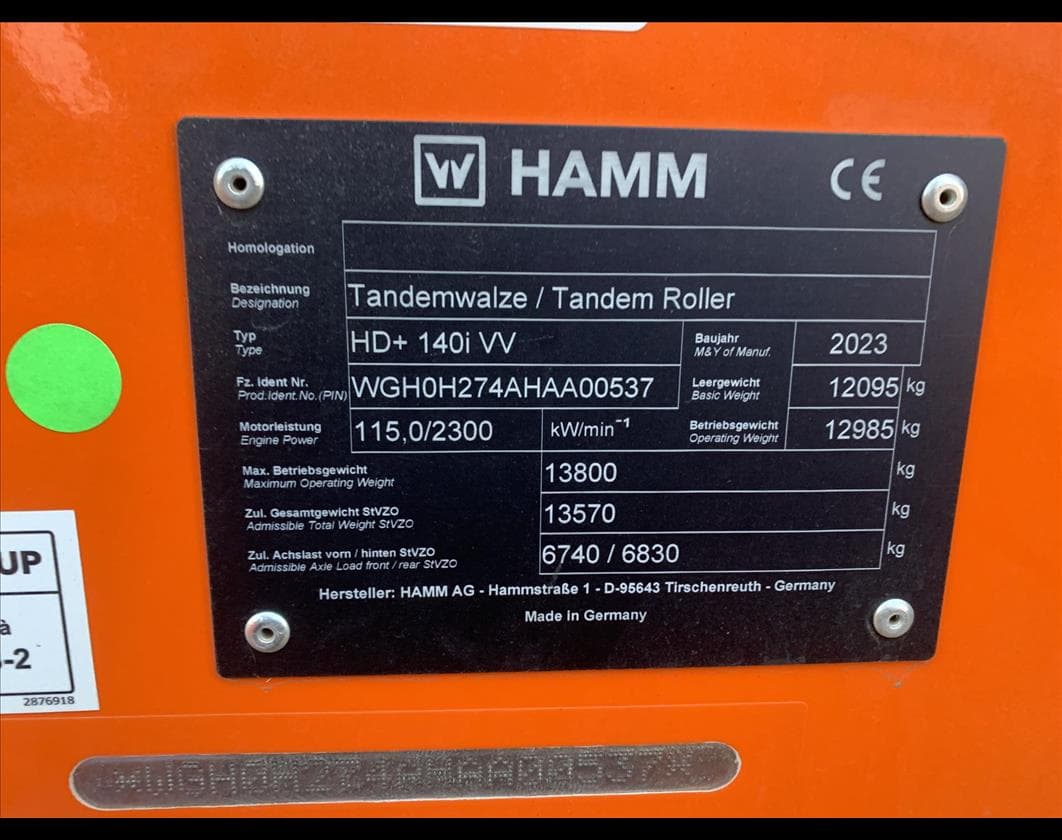 W HAMM CE
Homologation
Bezeichnung
Designation
Tandemwalze / Tandem Roller
Typ
Type
HD+ 140i VV
Baujahr
M&Y of Manuf.
2023
Fz. Ident Nr.
Prod.Ident.No.(PIN)
WGH0H274AHAA00537
Leergewicht
Basic Weight
12095 kg
Motorleistung
Engine Power
115,0/2300
kW/min⁻¹
Betriebsgewicht
Operating Weight
12985 kg
Max. Betriebsgewicht
Maximum Operating Weight
13800 kg
Zul. Gesamtgewicht StVZO
Admissible Total Weight StVZO
13570 kg
Zul. Achslast vorn / hinten StVZO
Admissible Axle Load front / rear StVZO
6740 / 6830 kg
Hersteller: HAMM AG - Hammstraße 1 - D-95643 Tirschenreuth - Germany
Made in Germany
UP
à
-2
2876918
*WGH0H274AHAA00537*